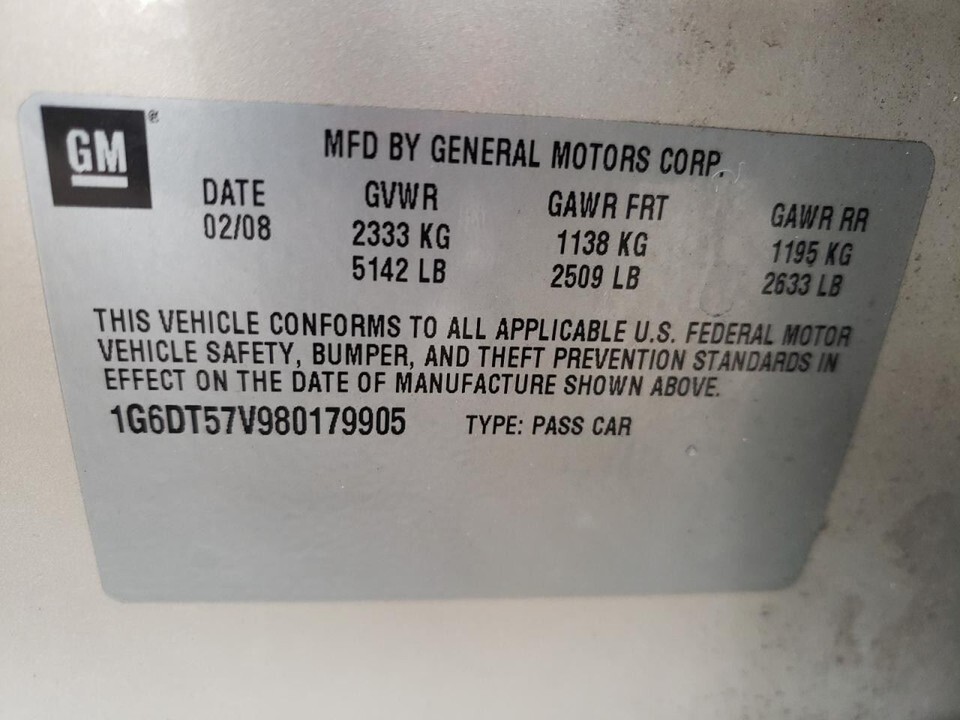 GM®
MFD BY GENERAL MOTORS CORP.
DATE GVWR GAWR FRT GAWR RR
02/08 2333 KG 1138 KG 1195 KG
5142 LB 2509 LB 2633 LB
THIS VEHICLE CONFORMS TO ALL APPLICABLE U.S. FEDERAL MOTOR
VEHICLE SAFETY, BUMPER, AND THEFT PREVENTION STANDARDS IN
EFFECT ON THE DATE OF MANUFACTURE SHOWN ABOVE.
1G6DT57V980179905 TYPE: PASS CAR